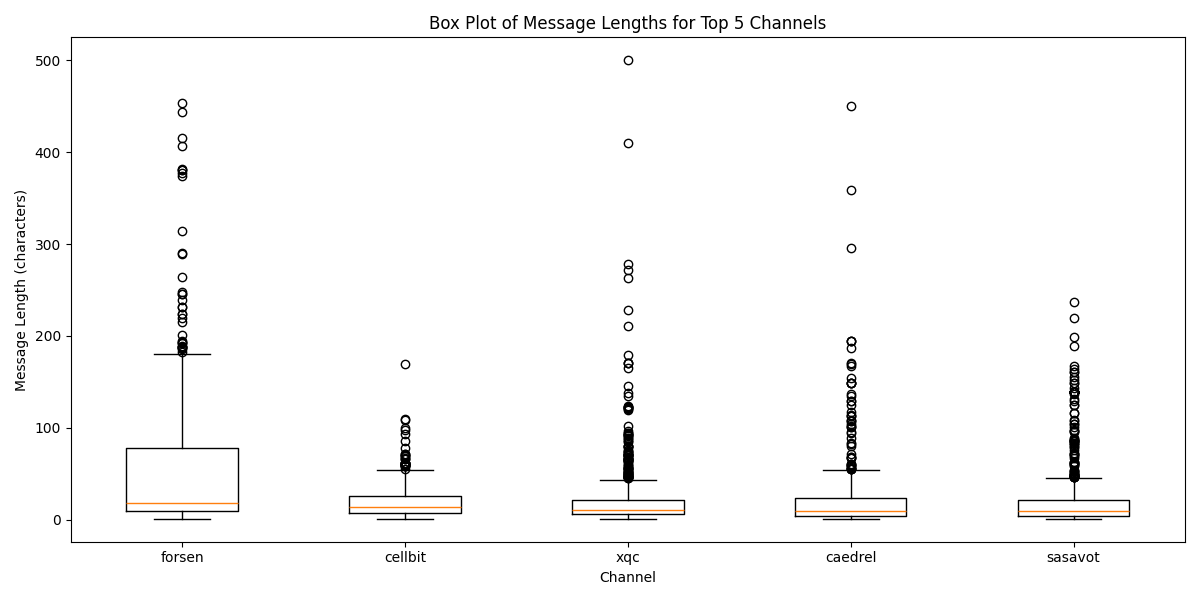 Box Plot of Message Lengths for Top 5 Channels
500
400
300
200
100
0
Message Length (characters)
forsen cellbit xqc caedrel sasavot
Channel